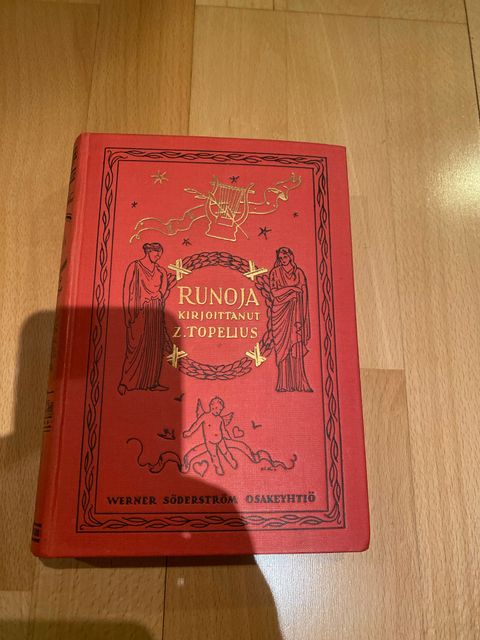 RUNOJA
KIRJOITTANUT
Z. TOPELIUS
WERNER SÖDERSTRÖM OSAKEYHTIÖ